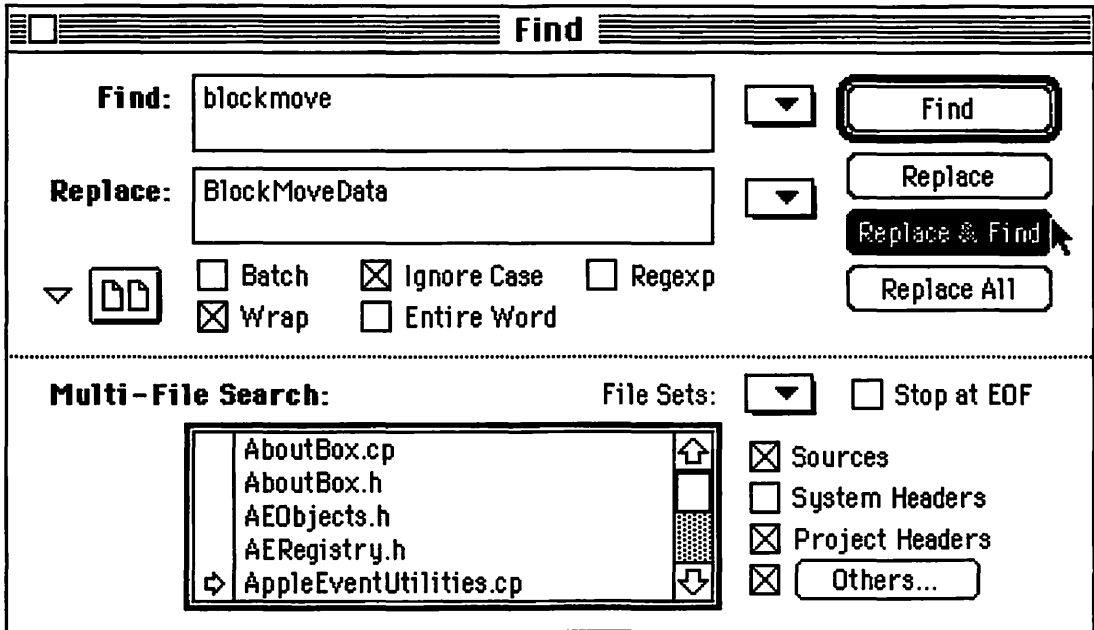 Find
Find: blockmove
Find
Replace
Replace: BlockMoveData
Replace & Find
Batch Ignore Case Regexp
Replace All
Wrap Entire Word
Multi-File Search: File Sets: Stop at EOF
AboutBox.cp
Sources
AboutBox.h
System Headers
AEObjects.h
Project Headers
AERegistry.h
AppleEventUtilities.cp
Others...